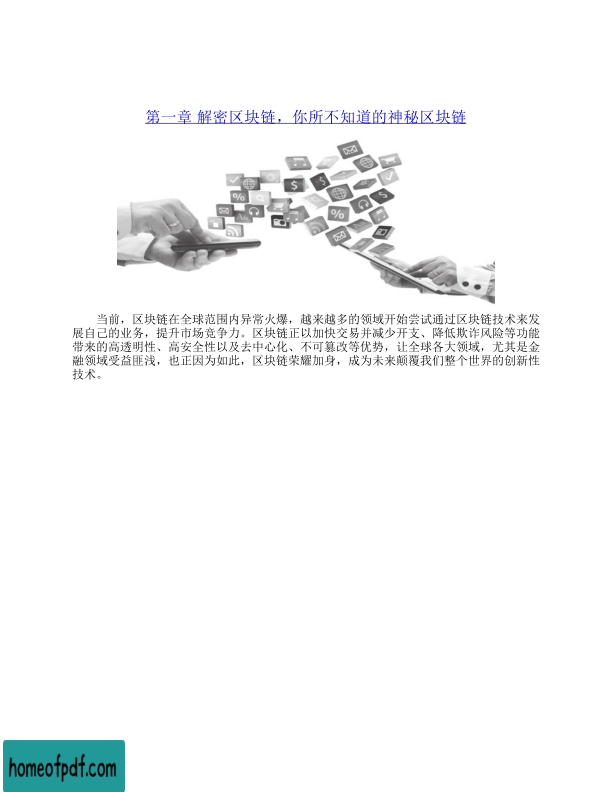 第一章 解密区块链，你所不知道的神秘区块链
当前，区块链在全球范围内异常火爆，越来越多的领域开始尝试通过区块链技术来发
展自己的业务，提升市场竞争力。区块链正以加快交易并减少开支、降低欺诈风险等功能
带来的高透明性、高安全性以及去中心化、不可篡改等优势，让全球各大领域，尤其是金
融领域受益匪浅，也正因为如此，区块链荣耀加身，成为未来颠覆我们整个世界的创新性
技术。
homeofpdf.com